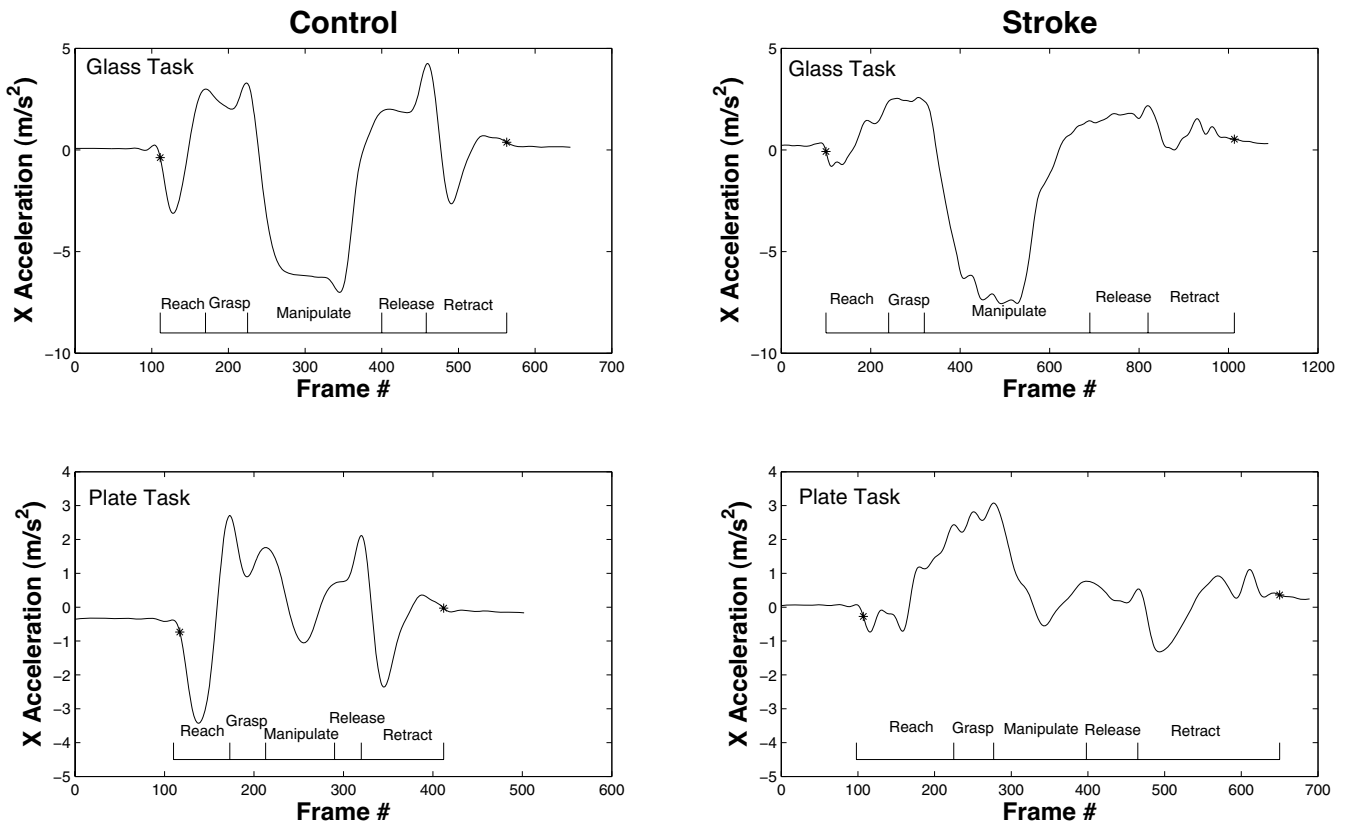 Control
Stroke
Glass Task
X Acceleration (m/s²)
5
0
−5
−10
Reach Grasp Manipulate Release Retract
0 100 200 300 400 500 600 700
Frame #
Glass Task
X Acceleration (m/s²)
5
0
−5
−10
Reach Grasp Manipulate Release Retract
0 200 400 600 800 1000 1200
Frame #
Plate Task
X Acceleration (m/s²)
4
3
2
1
0
−1
−2
−3
−4
−5
Reach Grasp Manipulate Release Retract
0 100 200 300 400 500 600
Frame #
Plate Task
X Acceleration (m/s²)
4
3
2
1
0
−1
−2
−3
−4
−5
Reach Grasp Manipulate Release Retract
0 100 200 300 400 500 600 700
Frame #